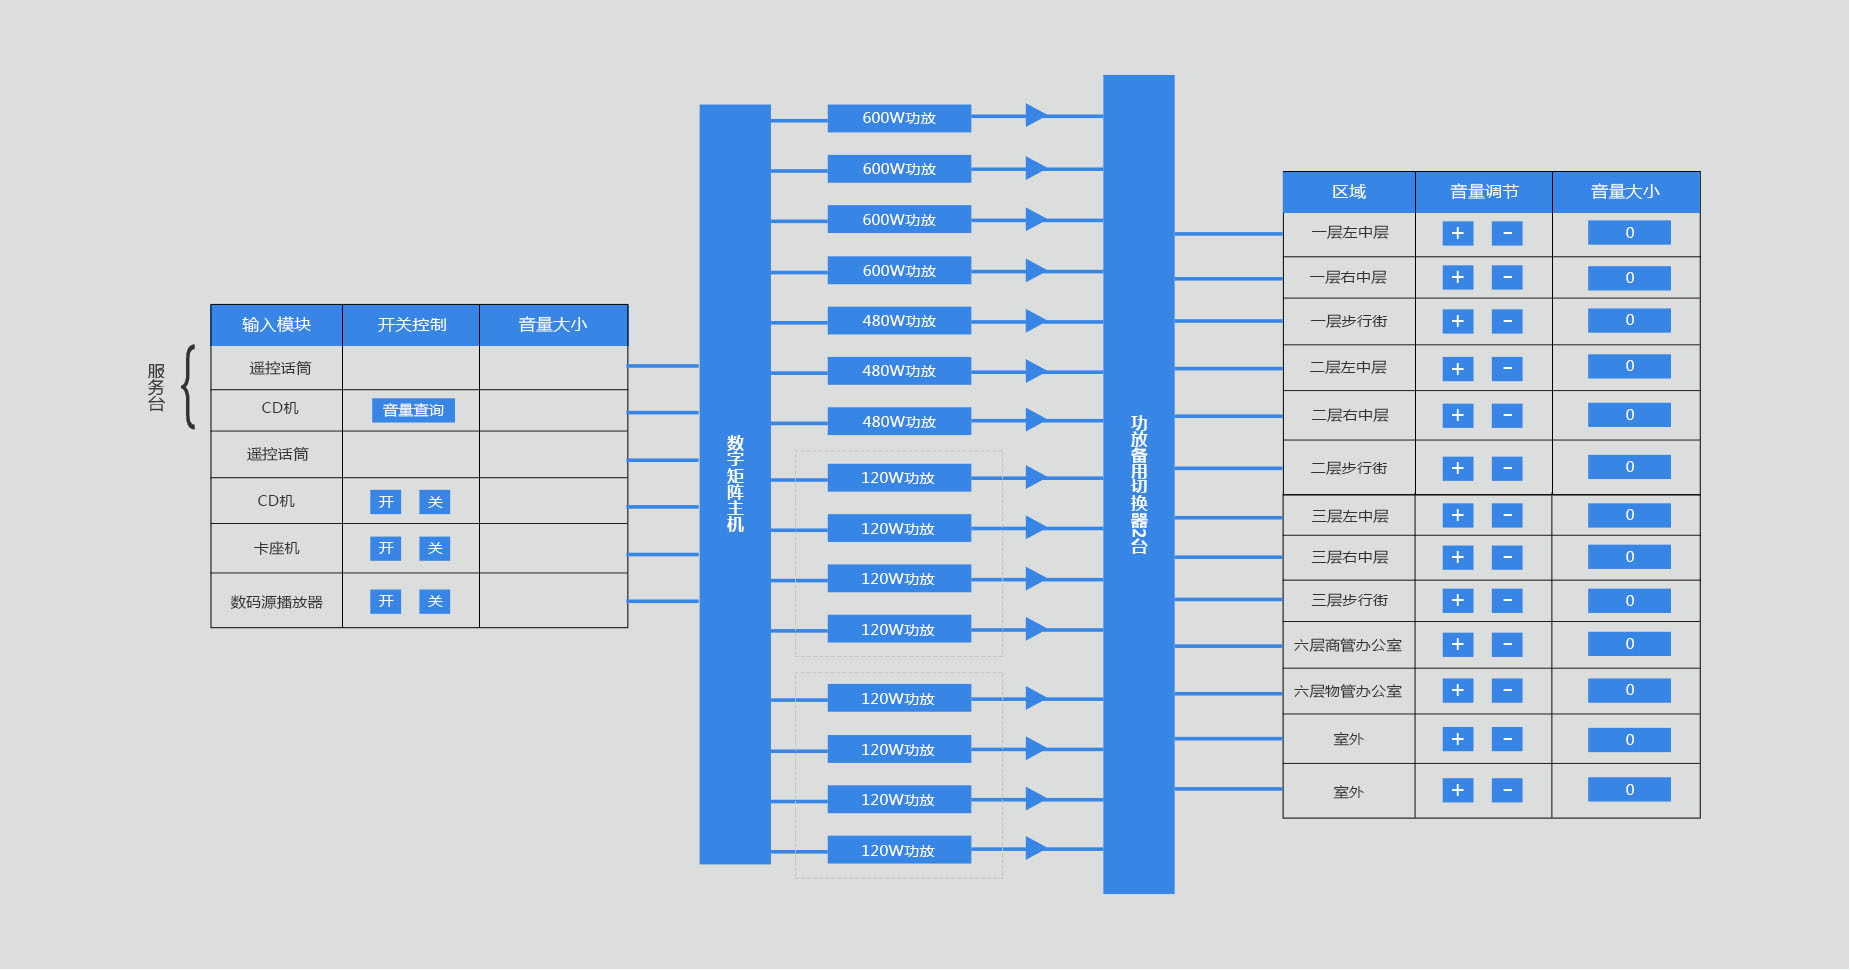 服务台
输入模块 开关控制 音量大小
遥控话筒
CD机 音量查询
遥控话筒
CD机 开 关
卡座机 开 关
数码源播放器 开 关
数字矩阵主机
600W功放
600W功放
600W功放
600W功放
480W功放
480W功放
480W功放
120W功放
120W功放
120W功放
120W功放
120W功放
120W功放
120W功放
120W功放
功放备用切换器2台
区域 音量调节 音量大小
一层左中层 + - 0
一层右中层 + - 0
一层步行街 + - 0
二层左中层 + - 0
二层右中层 + - 0
二层步行街 + - 0
三层左中层 + - 0
三层右中层 + - 0
三层步行街 + - 0
六层商管办公室 + - 0
六层物管办公室 + - 0
室外 + - 0
室外 + - 0